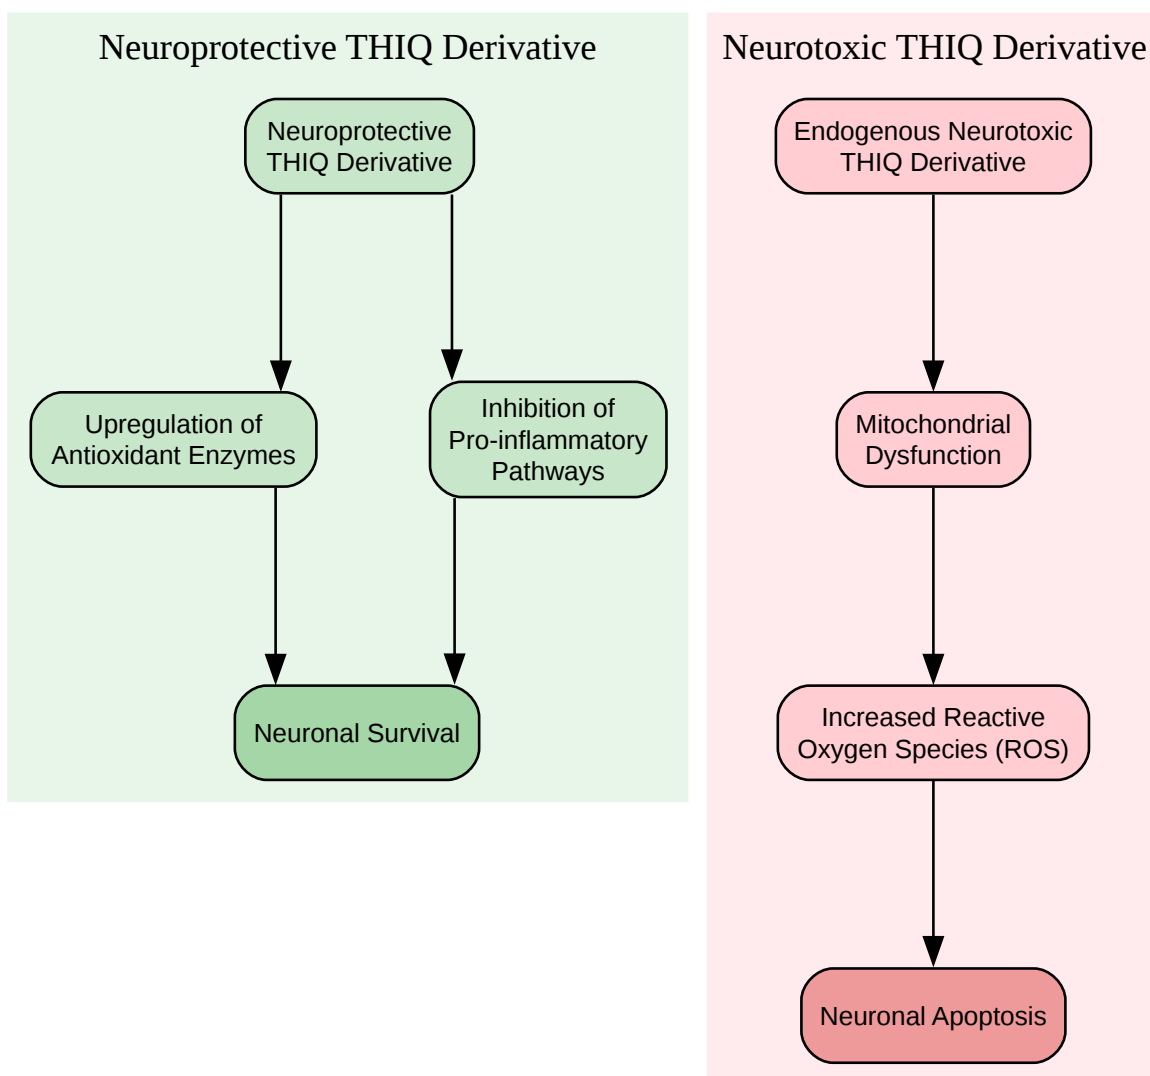 Neuroprotective THIQ Derivative
Neuroprotective
THIQ Derivative
Upregulation of
Antioxidant Enzymes
Inhibition of
Pro-inflammatory
Pathways
Neuronal Survival
Neurotoxic THIQ Derivative
Endogenous Neurotoxic
THIQ Derivative
Mitochondrial
Dysfunction
Increased Reactive
Oxygen Species (ROS)
Neuronal Apoptosis